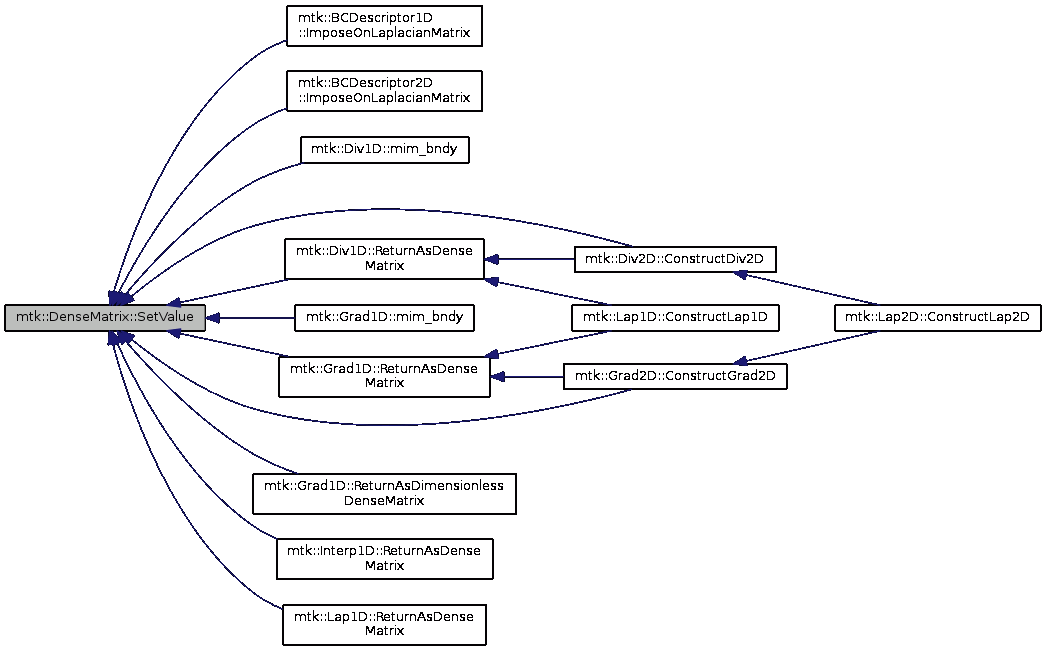 mtk::BCDescriptor1D
::ImposeOnLaplacianMatrix
mtk::BCDescriptor2D
::ImposeOnLaplacianMatrix
mtk::Div1D::mim_bndy
mtk::Div1D::ReturnAsDense
Matrix
mtk::Div2D::ConstructDiv2D
mtk::DenseMatrix::SetValue
mtk::Grad1D::mim_bndy
mtk::Lap1D::ConstructLap1D
mtk::Lap2D::ConstructLap2D
mtk::Grad1D::ReturnAsDense
Matrix
mtk::Grad2D::ConstructGrad2D
mtk::Grad1D::ReturnAsDimensionless
DenseMatrix
mtk::Interp1D::ReturnAsDense
Matrix
mtk::Lap1D::ReturnAsDense
Matrix